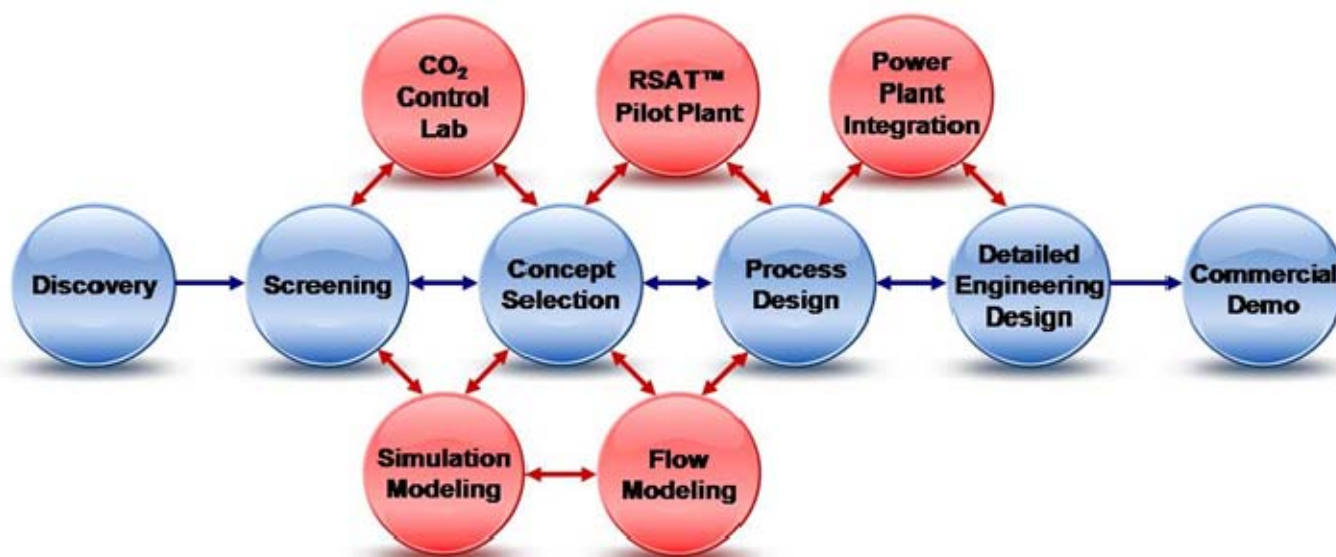 CO₂
Control
Lab
RSAT™
Pilot Plant
Power
Plant
Integration
Discovery
Screening
Concept
Selection
Process
Design
Detailed
Engineering
Design
Commercial
Demo
Simulation
Modeling
Flow
Modeling